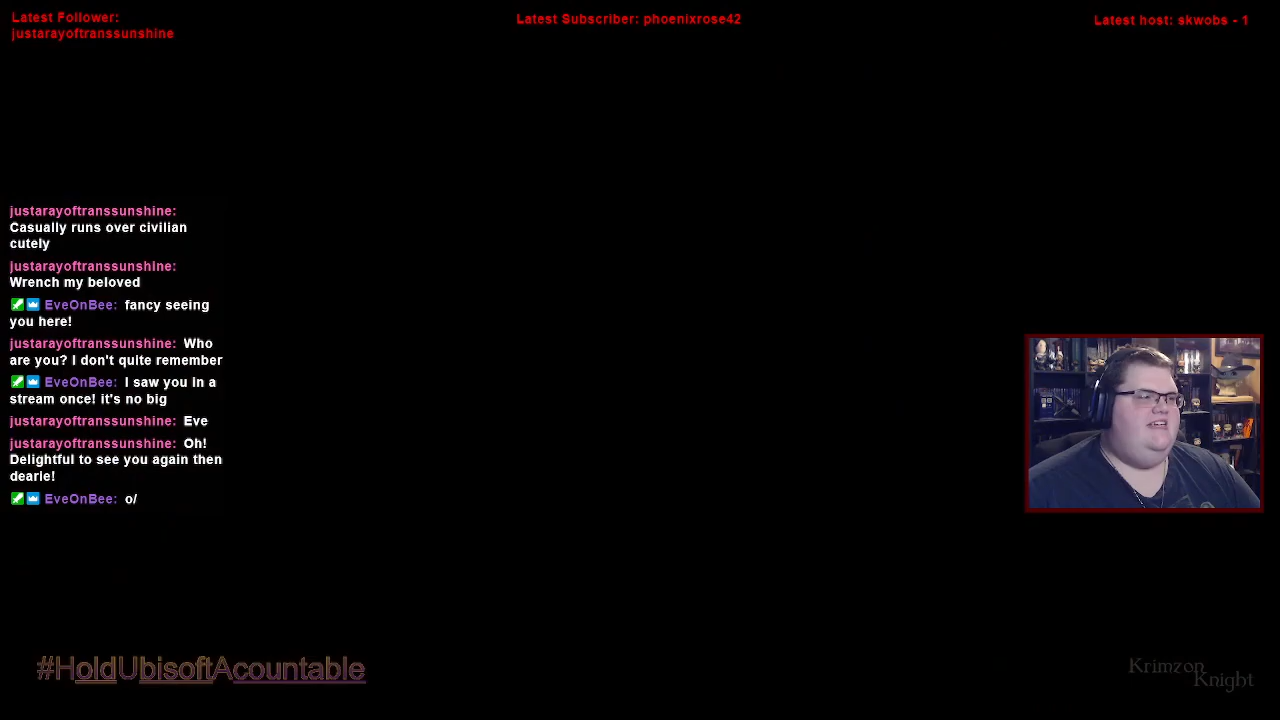 Latest Follower:
justarayoftranssunshine
Latest Subscriber: phoenixrose42
Latest host: skwobs - 1
justarayoftranssunshine:
Casually runs over civilian
cutely
justarayoftranssunshine:
Wrench my beloved
EveOnBee: fancy seeing
you here!
justarayoftranssunshine: Who
are you? I don't quite remember
EveOnBee: I saw you in a
stream once! it's no big
justarayoftranssunshine: Eve
justarayoftranssunshine: Oh!
Delightful to see you again then
dearie!
EveOnBee: o/
#HoldUbisoftAcountable
Krimzon
Knight